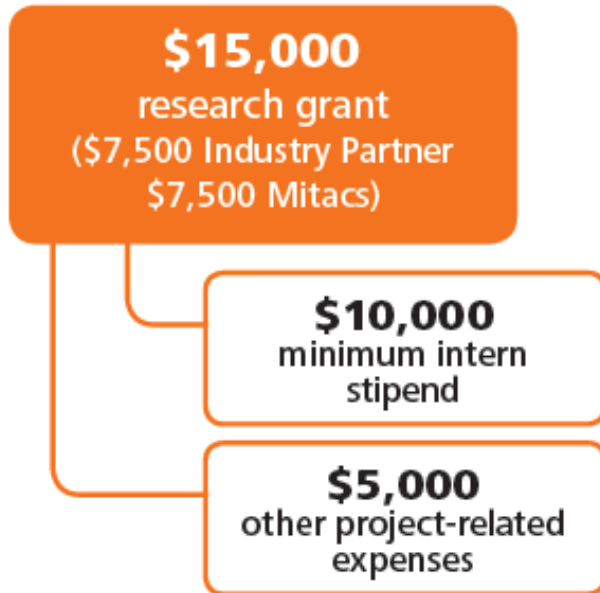 $15,000
research grant
($7,500 Industry Partner
$7,500 Mitacs)
$10,000
minimum intern
stipend
$5,000
other project-related
expenses